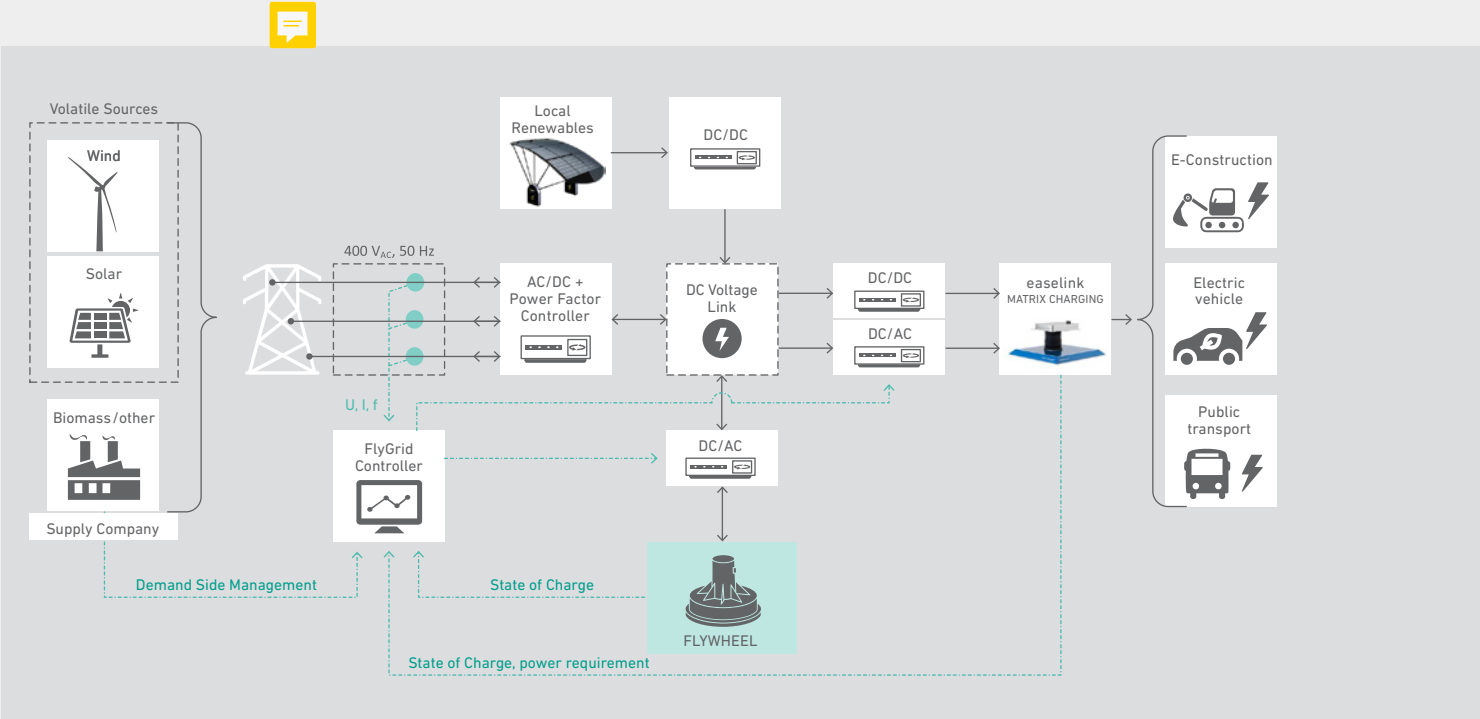 Volatile Sources
Wind
Solar
Biomass/other
Supply Company
400 VAC, 50 Hz
U, I, f
Local
Renewables
DC/DC
AC/DC +
Power Factor
Controller
DC Voltage
Link
DC/DC
DC/AC
easelink
MATRIX CHARGING
E-Construction
Electric
vehicle
Public
transport
FlyGrid
Controller
DC/AC
FLYWHEEL
Demand Side Management
State of Charge
State of Charge, power requirement